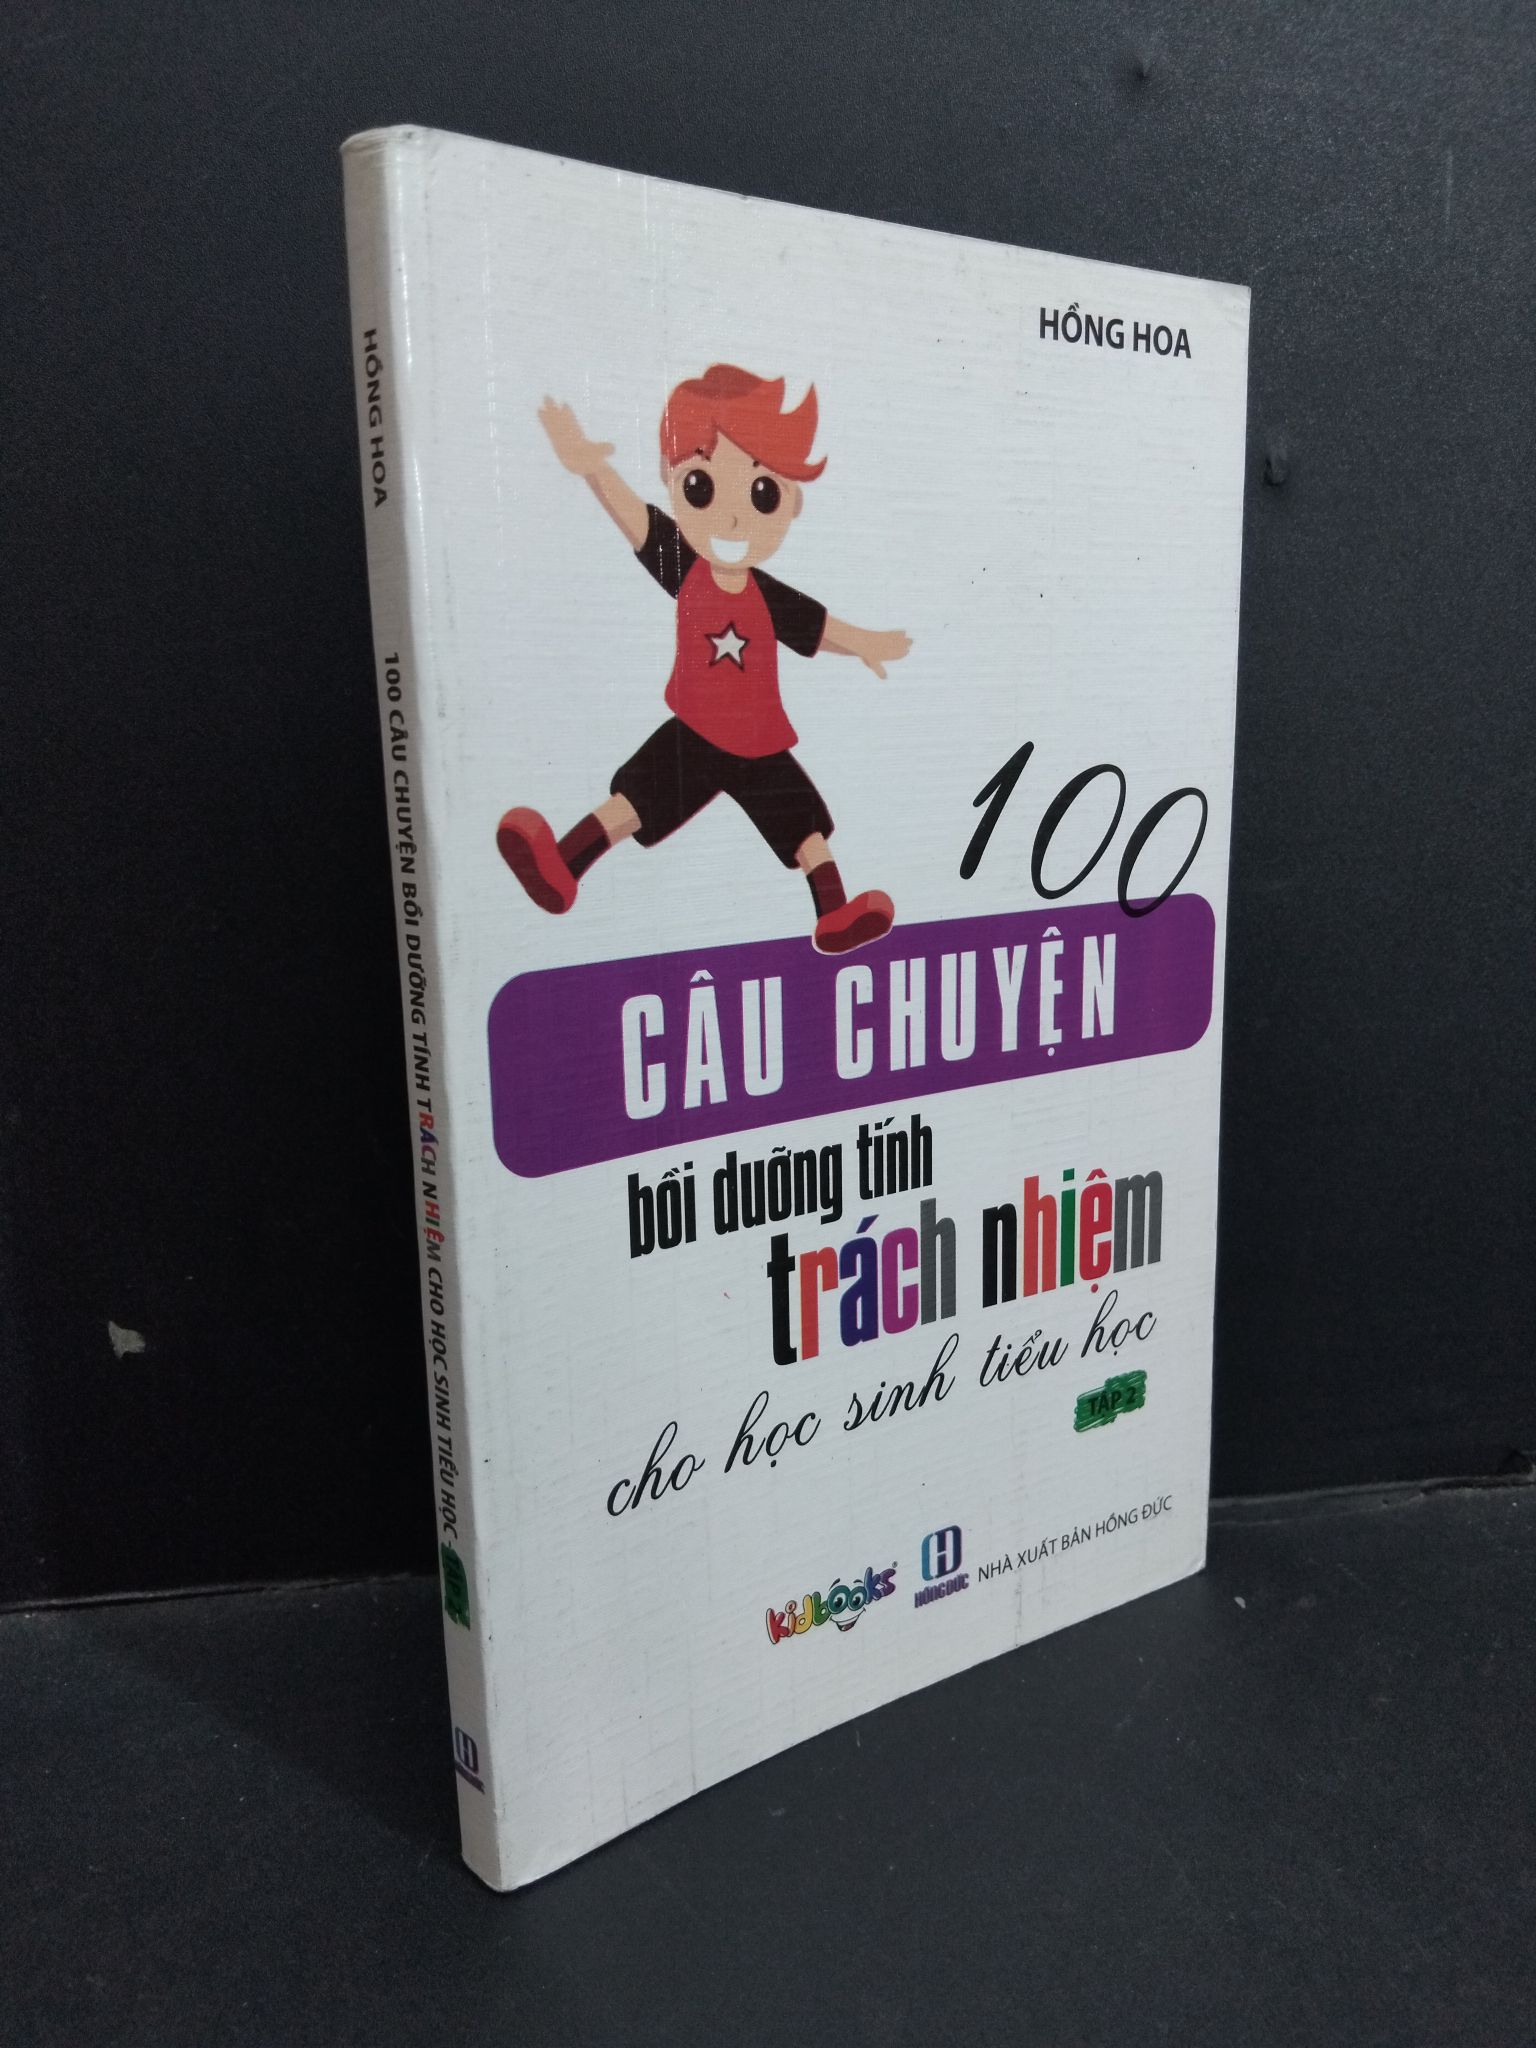 HỒNG HOA
100
CÂU CHUYỆN
bồi dưỡng tính
trách nhiệm
cho học sinh tiểu học
TẬP 2
kidbooks
HỒNG ĐỨC
NHÀ XUẤT BẢN HỒNG ĐỨC
HỒNG HOA
100 CÂU CHUYỆN BỒI DƯỠNG TÍNH TRÁCH NHIỆM CHO HỌC SINH TIỂU HỌC - TẬP 2